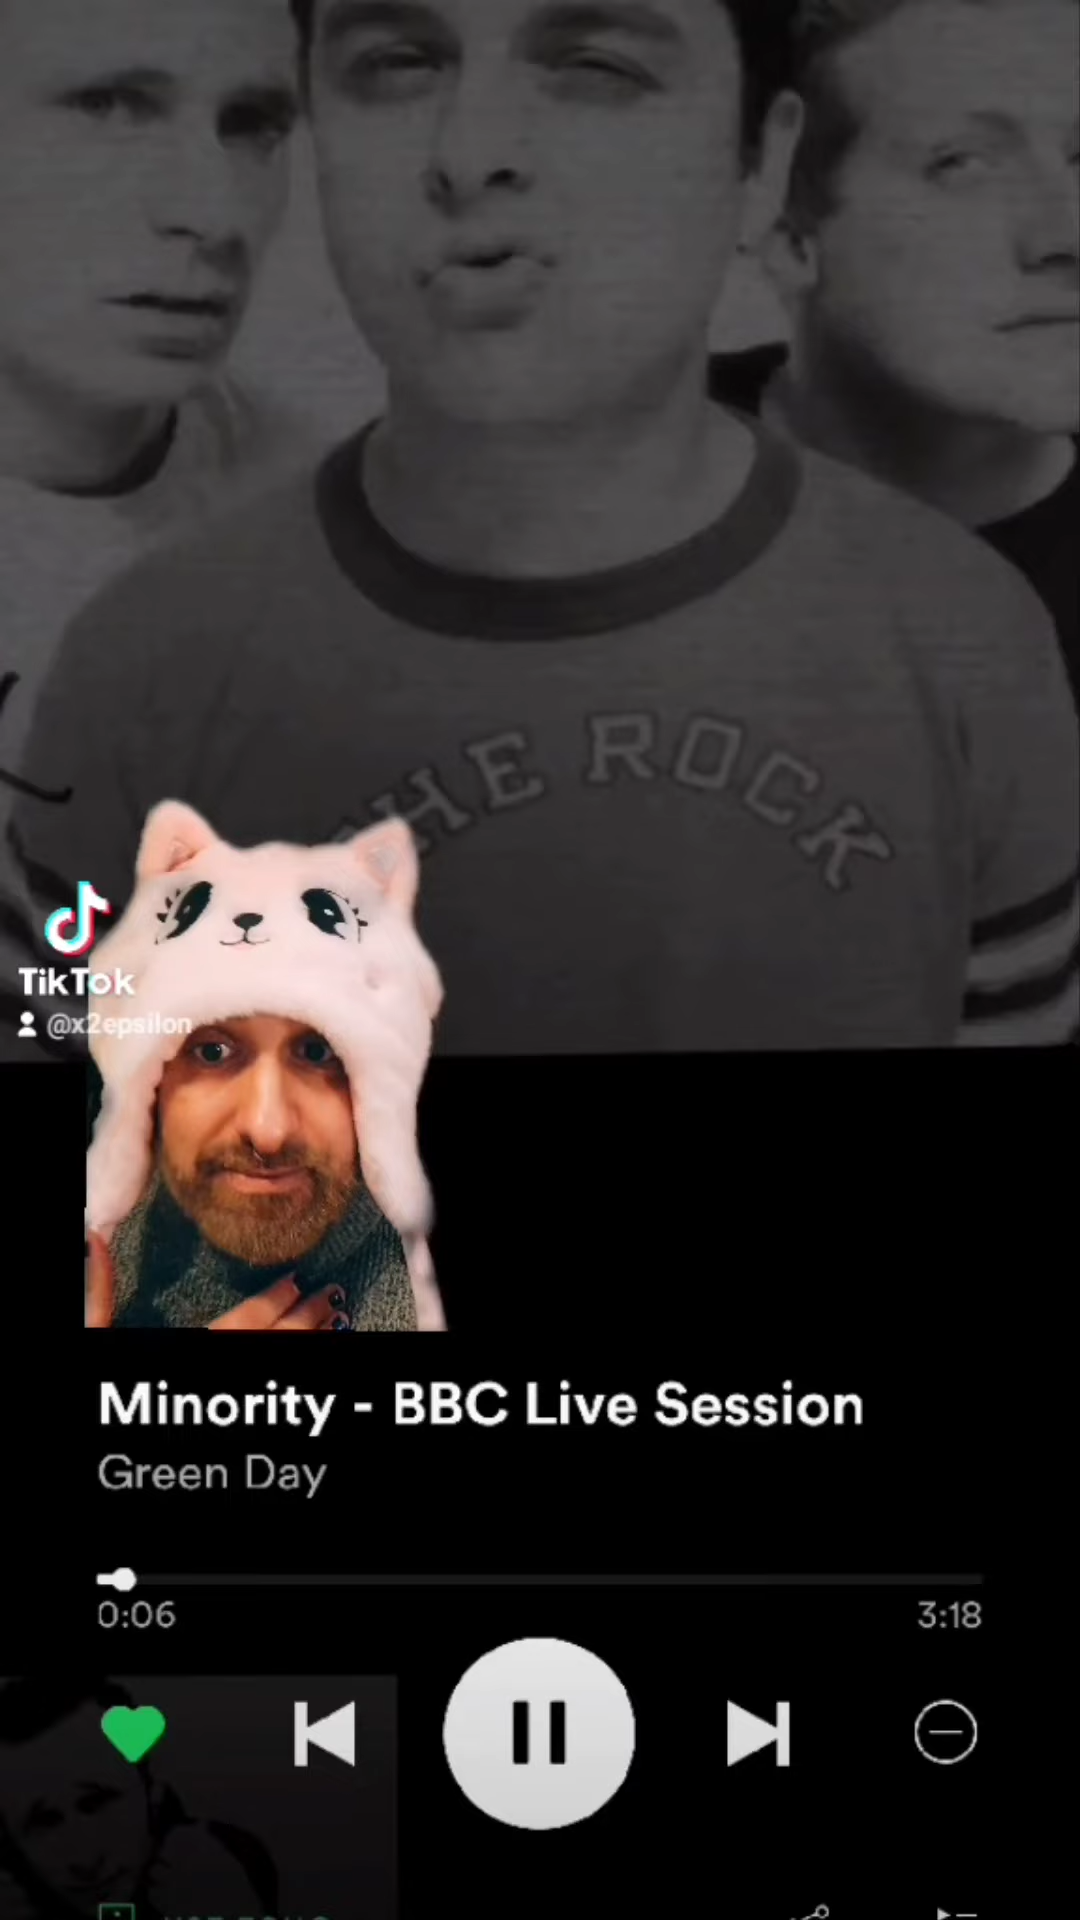 THE ROCK
TikTok
@x2epsilon
Minority - BBC Live Session
Green Day
0:06
3:18